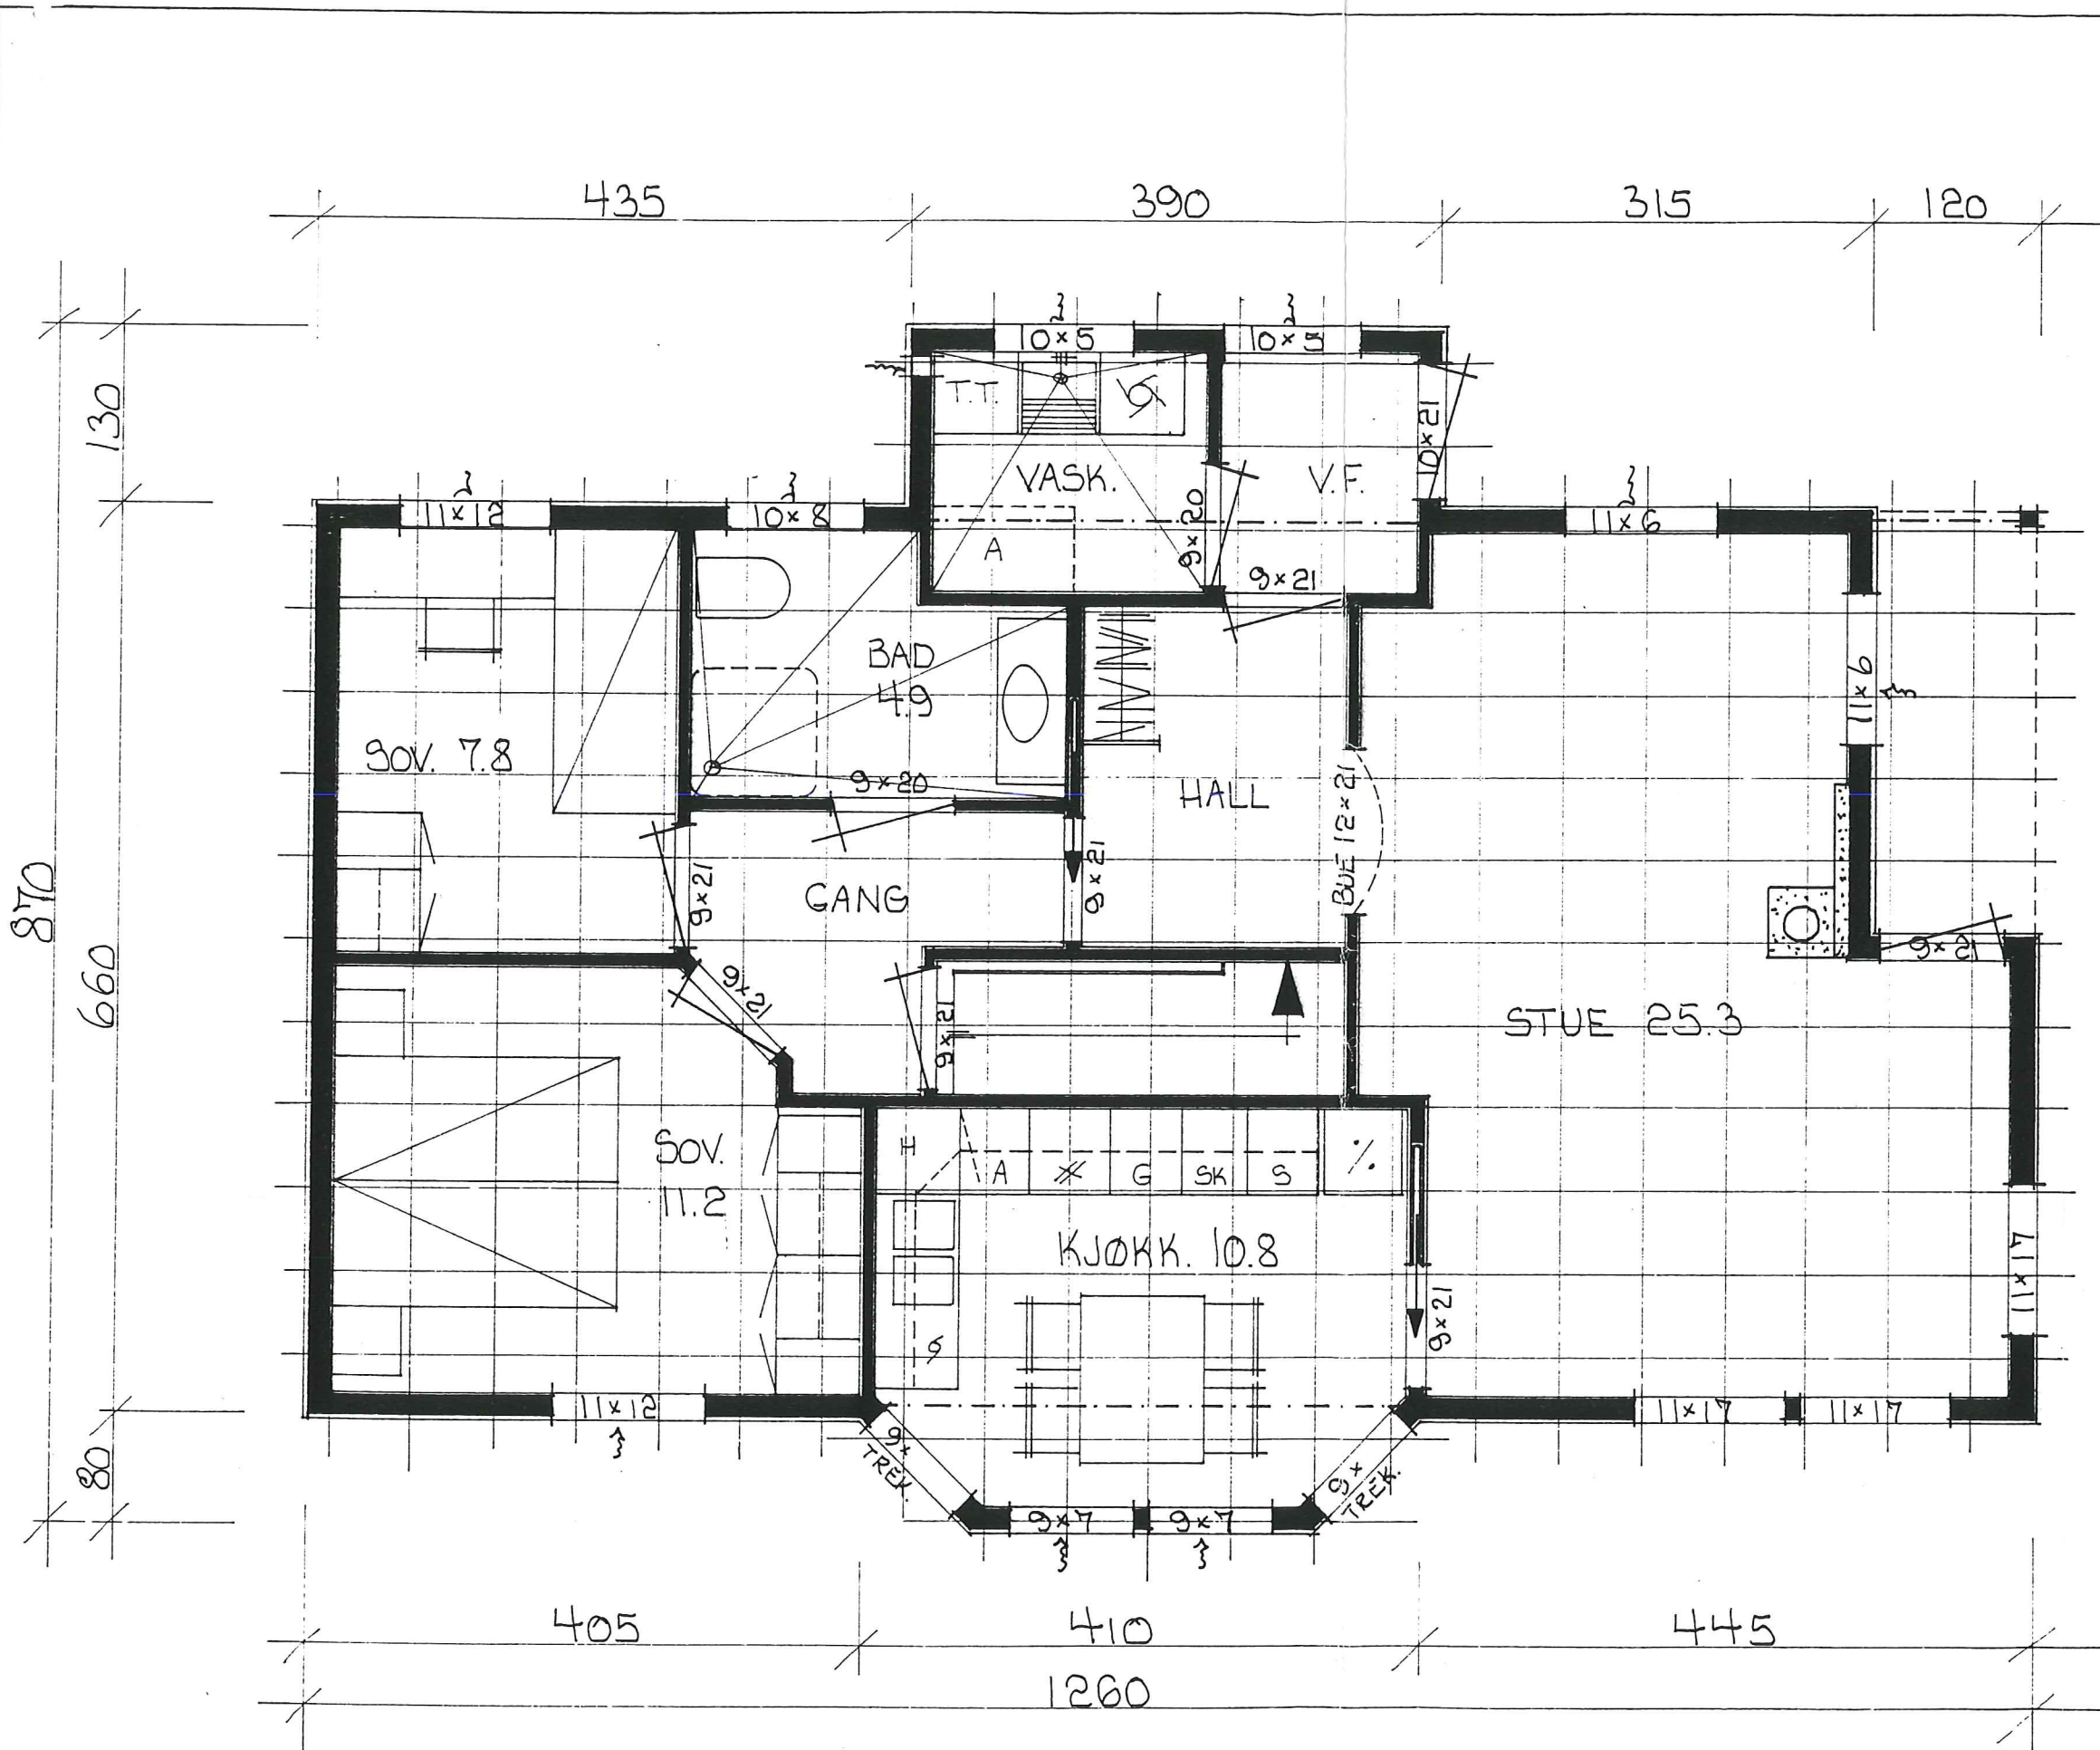 435 390 315 120
10×5 10×5
T.T.
130
10×21
VASK. V.F.
11×12 10×8 9×20 11×6
A
9×21
BAD
4.9
11×6
SOV. 7.8
9×20
HALL
BUE 12×21
870
9×21
GANG
9×21
9×21
660
9×21
9×21
STUE 25.3
SOV.
11.2
H A G SK S %
KJØKK. 10.8
11×17
9×21
11×12 11×17 11×17
80
9×
TREK.
9×
TREK.
9×7 9×7
405 410 445
1260